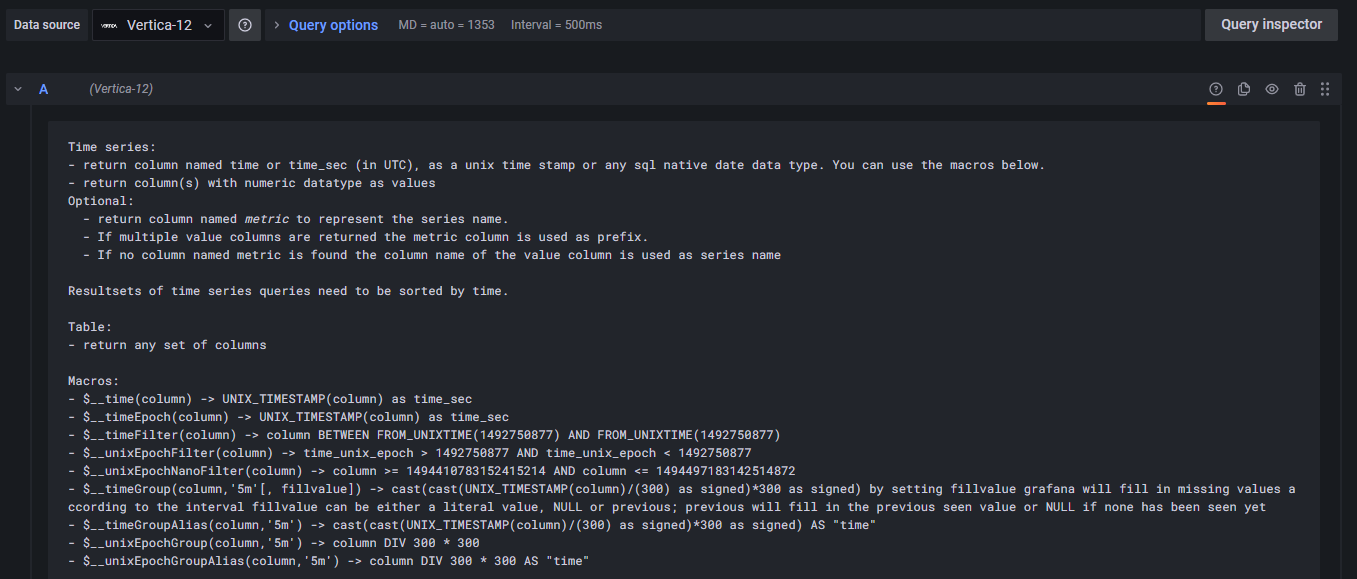 Data source
VERTICA Vertica-12
Query options
MD = auto = 1353
Interval = 500ms
Query inspector
A
(Vertica-12)
Time series:
- return column named time or time_sec (in UTC), as a unix time stamp or any sql native date data type. You can use the macros below.
- return column(s) with numeric datatype as values
Optional:
- return column named metric to represent the series name.
- If multiple value columns are returned the metric column is used as prefix.
- If no column named metric is found the column name of the value column is used as series name
Resultsets of time series queries need to be sorted by time.
Table:
- return any set of columns
Macros:
- $__time(column) -> UNIX_TIMESTAMP(column) as time_sec
- $__timeEpoch(column) -> UNIX_TIMESTAMP(column) as time_sec
- $__timeFilter(column) -> column BETWEEN FROM_UNIXTIME(1492750877) AND FROM_UNIXTIME(1492750877)
- $__unixEpochFilter(column) -> time_unix_epoch > 1492750877 AND time_unix_epoch < 1492750877
- $__unixEpochNanoFilter(column) -> column >= 1494410783152415214 AND column <= 1494497183142514872
- $__timeGroup(column,'5m'[, fillvalue]) -> cast(cast(UNIX_TIMESTAMP(column)/(300) as signed)*300 as signed) by setting fillvalue grafana will fill in missing values a
ccording to the interval fillvalue can be either a literal value, NULL or previous; previous will fill in the previous seen value or NULL if none has been seen yet
- $__timeGroupAlias(column,'5m') -> cast(cast(UNIX_TIMESTAMP(column)/(300) as signed)*300 as signed) AS "time"
- $__unixEpochGroup(column,'5m') -> column DIV 300 * 300
- $__unixEpochGroupAlias(column,'5m') -> column DIV 300 * 300 AS "time"